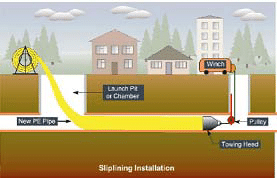 Winch
Launch Pit
or Chamber
New PE Pipe
Pulley
Towing Head
Sliplining Installation